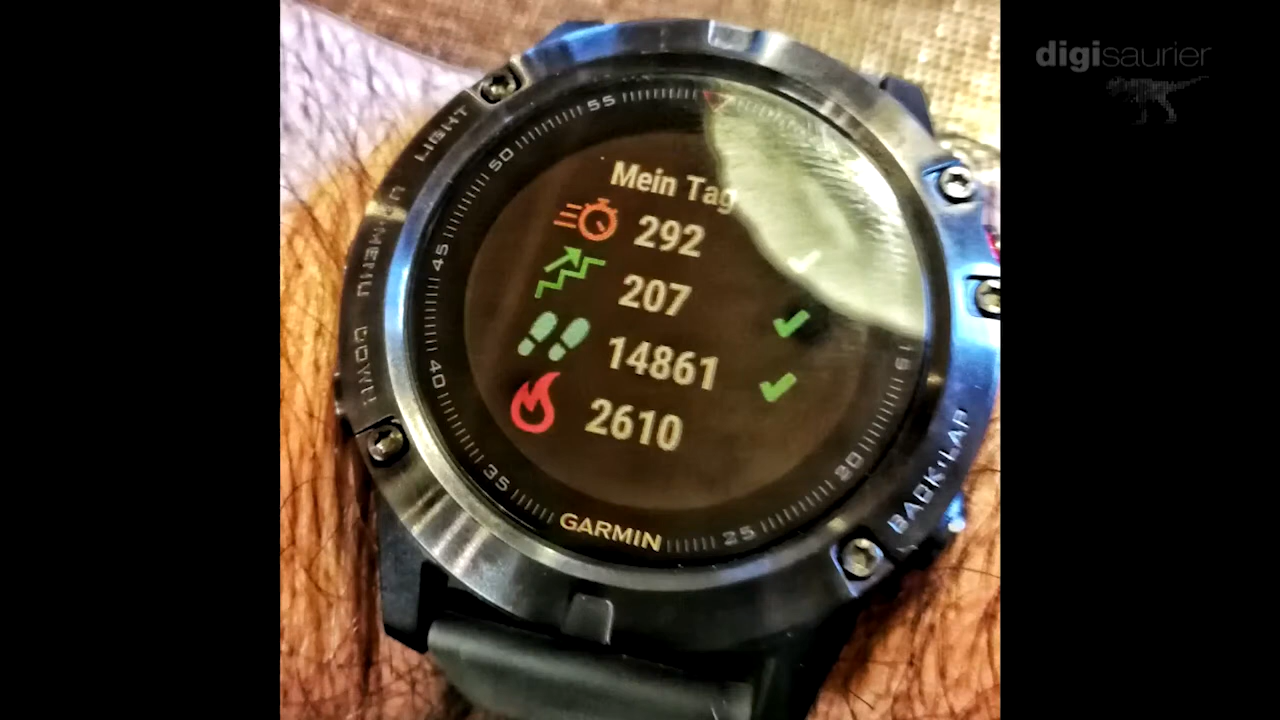 digisaurier
LIGHT
MENU
DOWN
BACK·LAP
55
50
45
40
35
25
20
15
Mein Tag
292
207
14861
2610
GARMIN